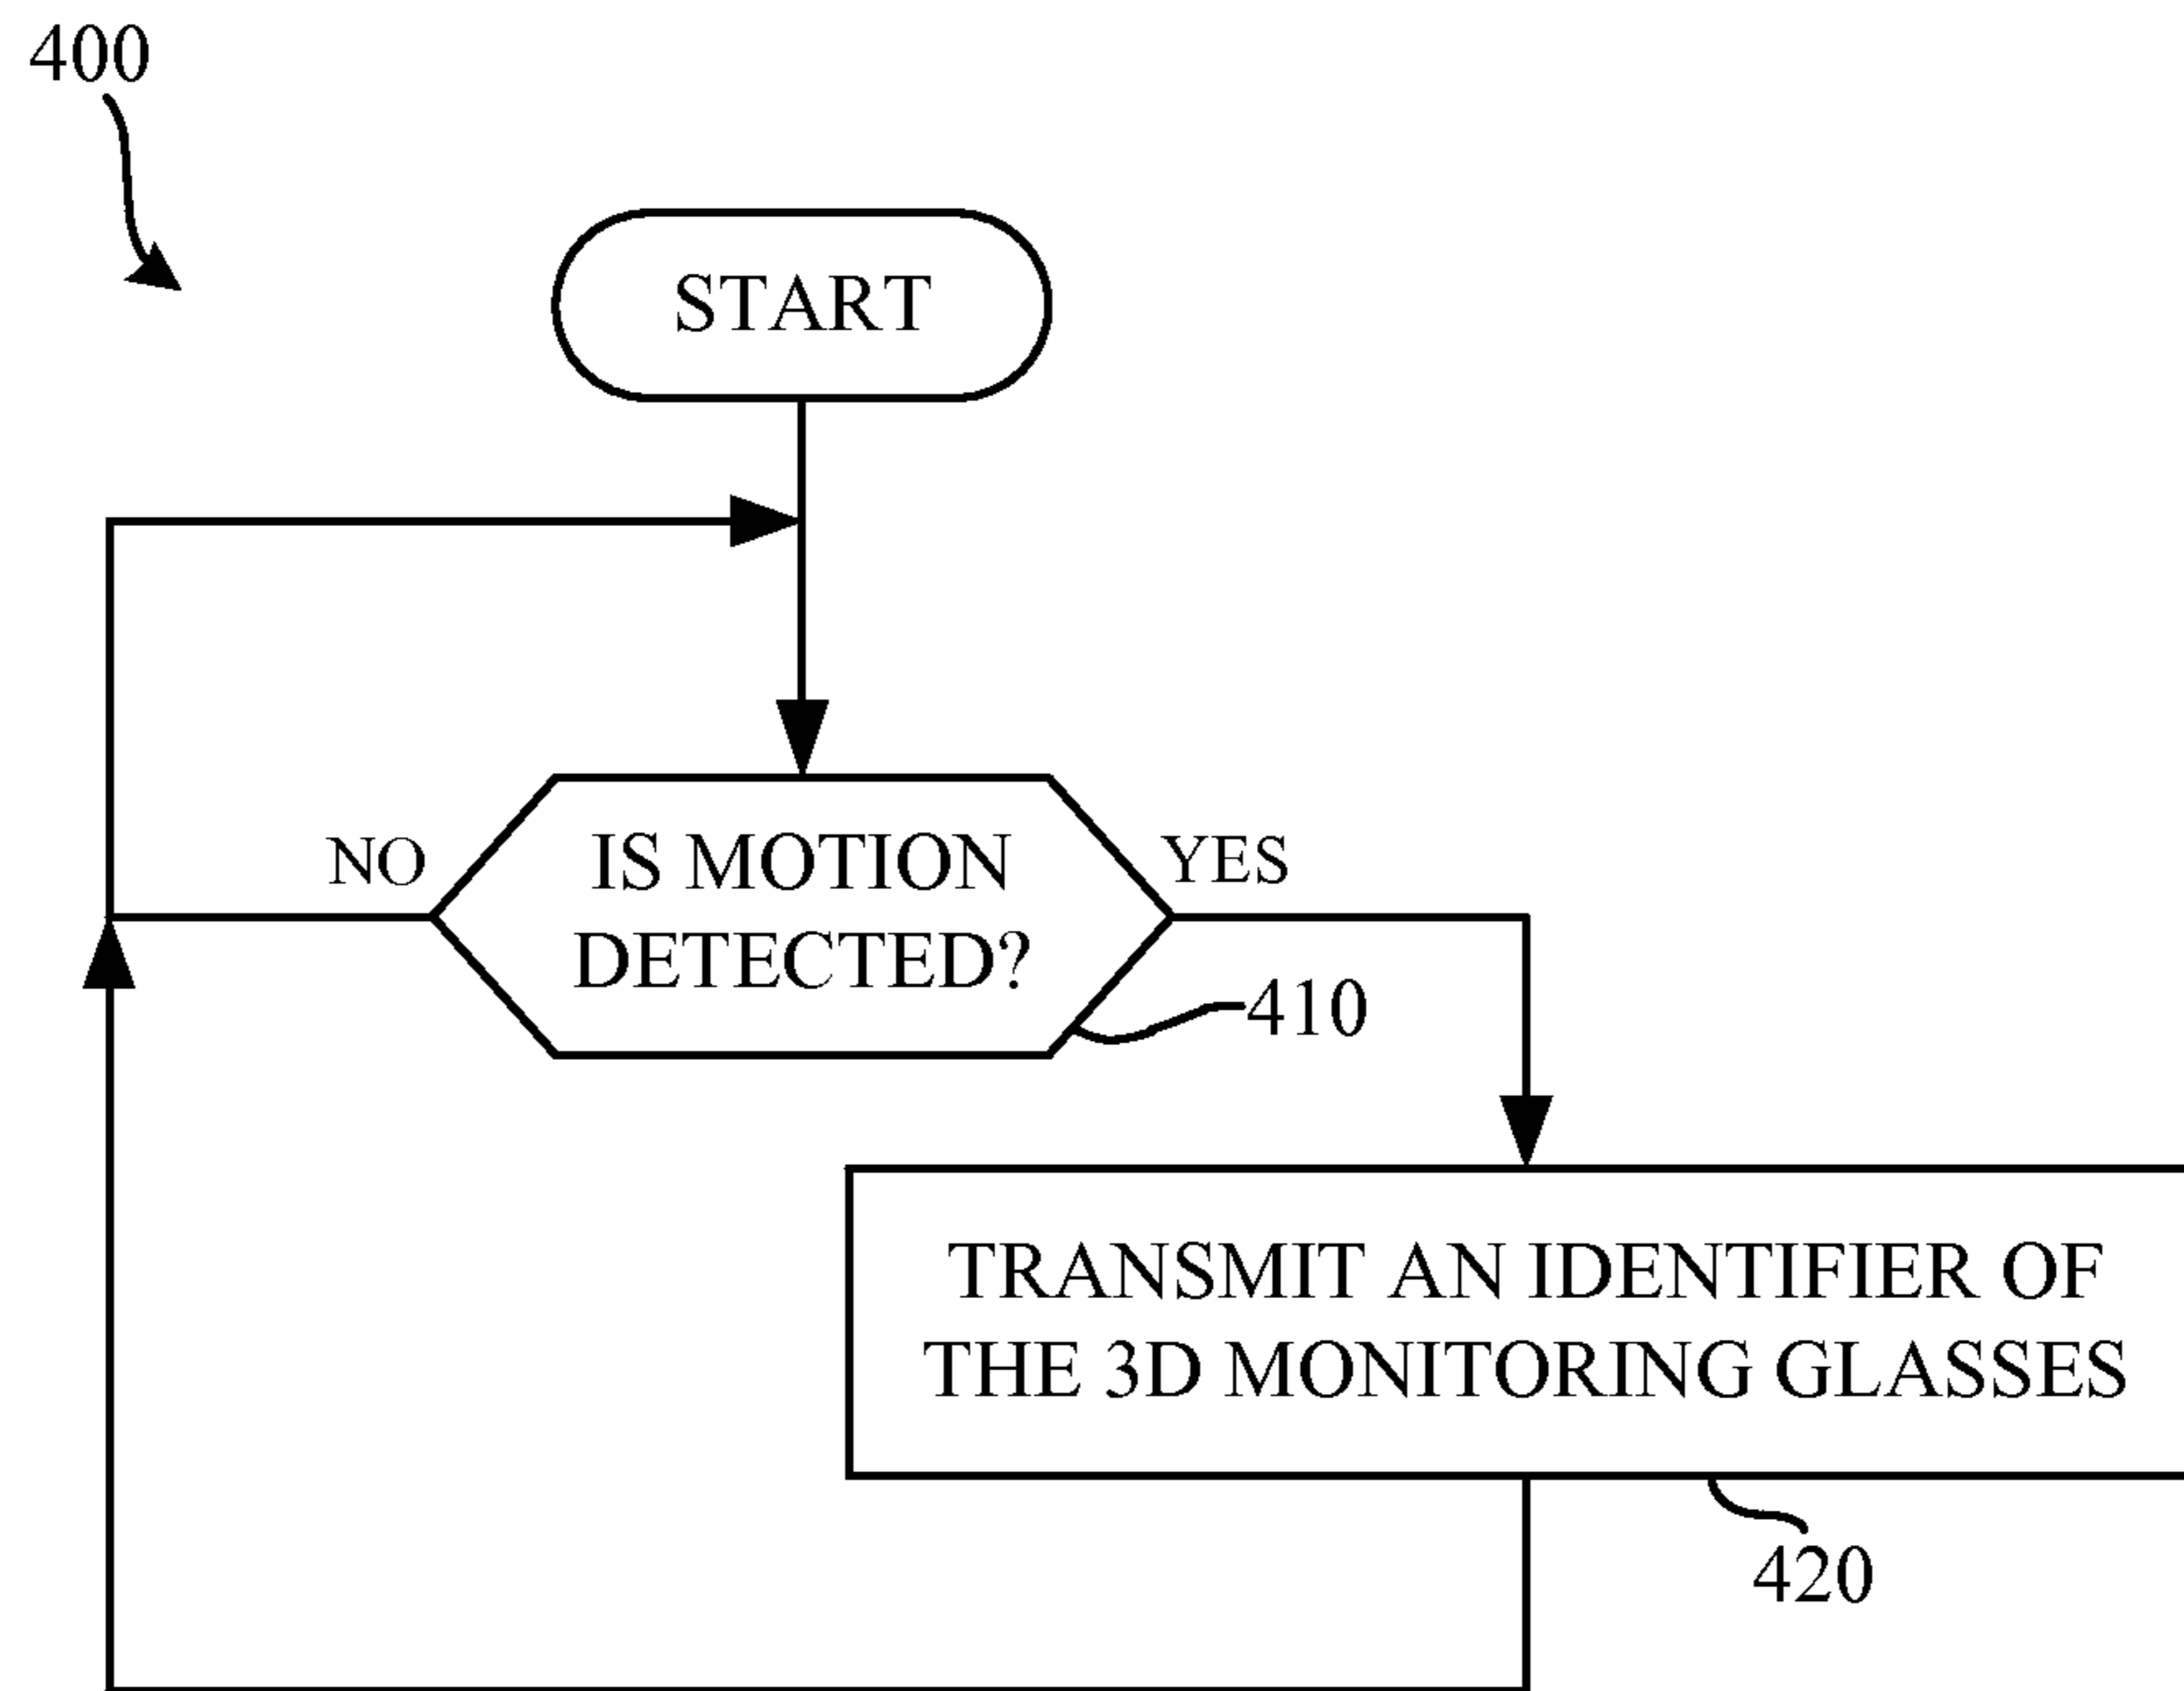 400
START
NO
IS MOTION
DETECTED?
YES
410
TRANSMIT AN IDENTIFIER OF
THE 3D MONITORING GLASSES
420